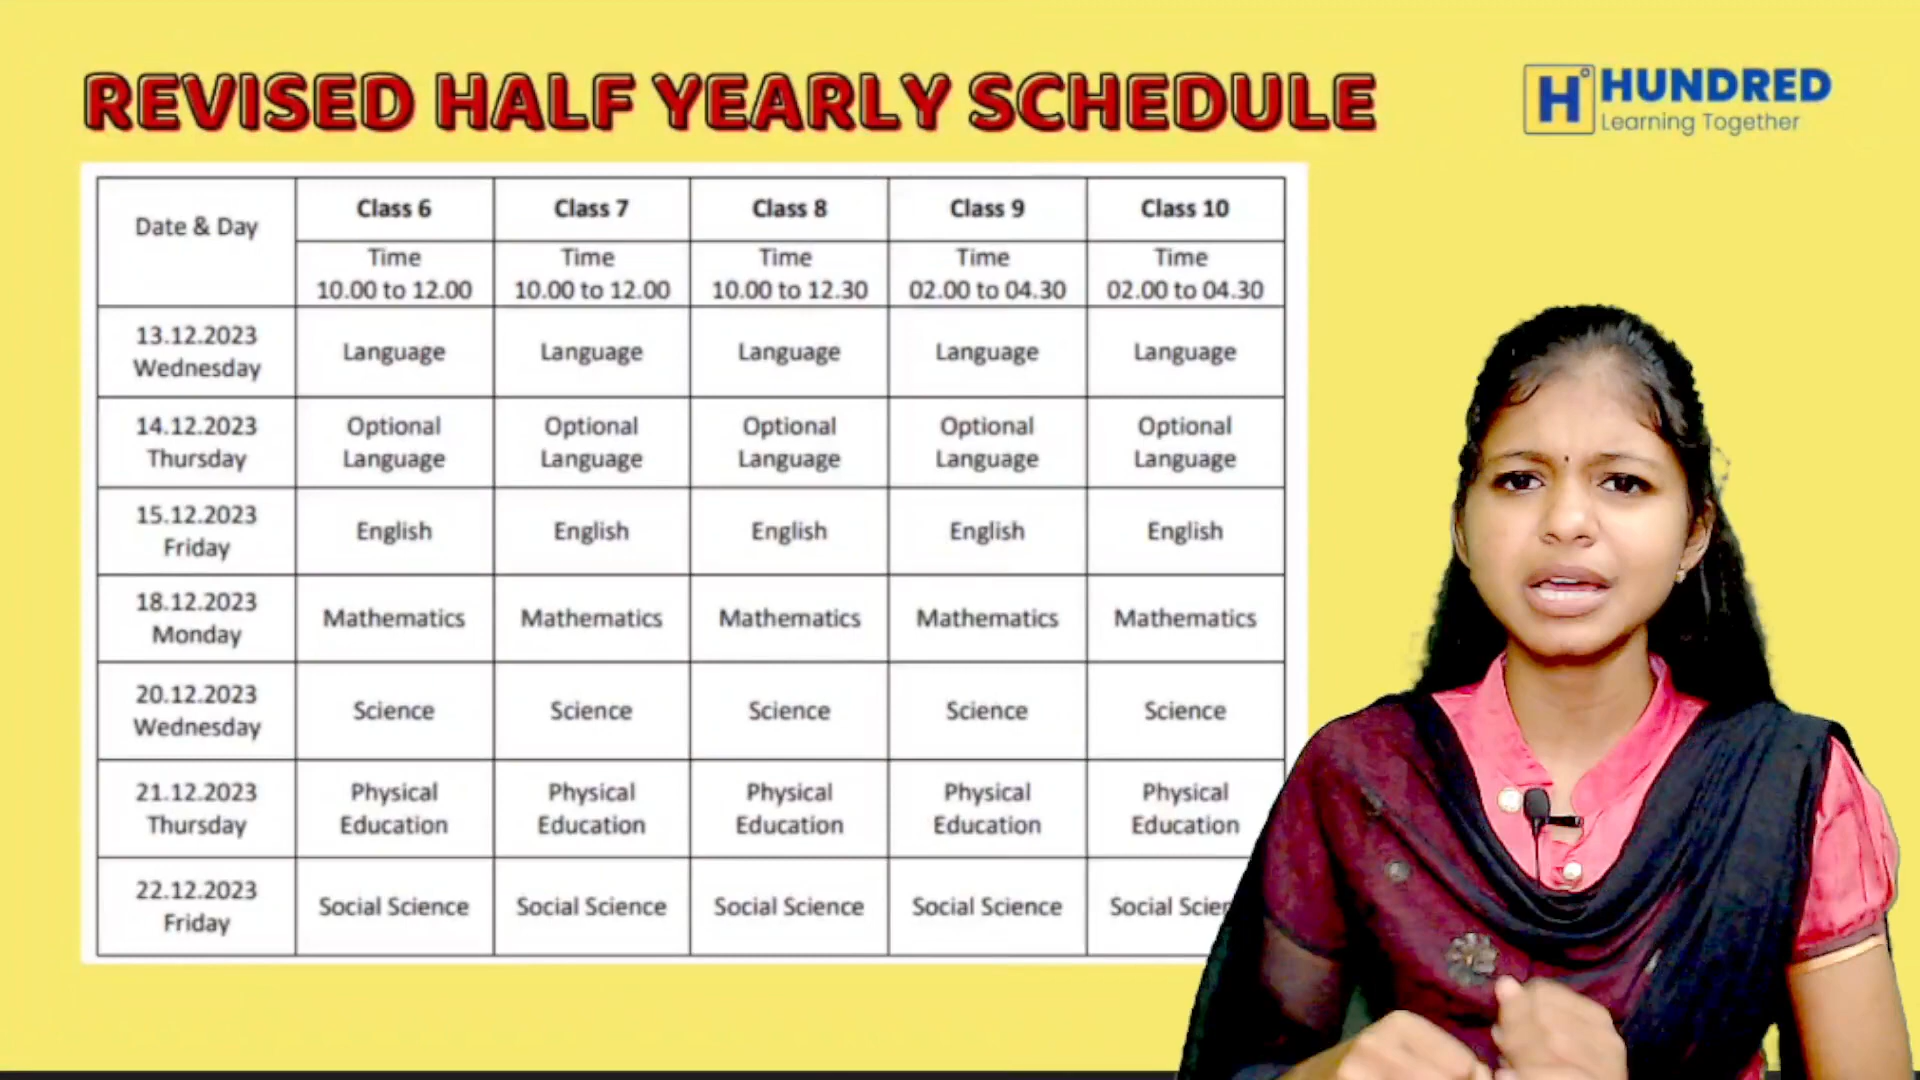 REVISED HALF YEARLY SCHEDULE
H° HUNDRED
Learning Together
Date & Day
Class 6
Class 7
Class 8
Class 9
Class 10
Time
10.00 to 12.00
Time
10.00 to 12.00
Time
10.00 to 12.30
Time
02.00 to 04.30
Time
02.00 to 04.30
13.12.2023
Wednesday
Language
Language
Language
Language
Language
14.12.2023
Thursday
Optional
Language
Optional
Language
Optional
Language
Optional
Language
Optional
Language
15.12.2023
Friday
English
English
English
English
English
18.12.2023
Monday
Mathematics
Mathematics
Mathematics
Mathematics
Mathematics
20.12.2023
Wednesday
Science
Science
Science
Science
Science
21.12.2023
Thursday
Physical
Education
Physical
Education
Physical
Education
Physical
Education
Physical
Education
22.12.2023
Friday
Social Science
Social Science
Social Science
Social Science
Social